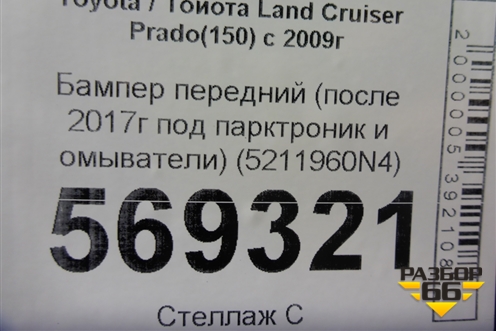 Toyota / Тойота Land Cruiser
Prado(150) с 2009г
Бампер передний (после
2017г под парктроник и
омыватели) (5211960N4)
569321
Стеллаж С
2000005392108
РАЗБОР
66